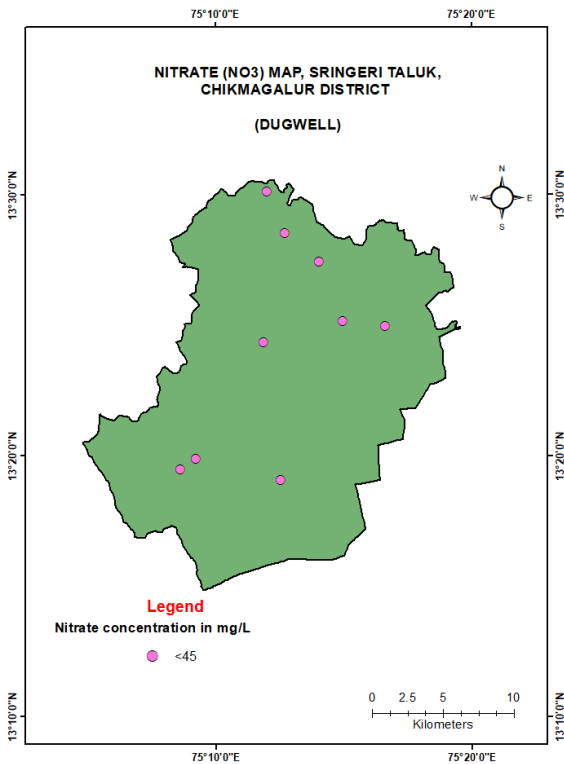 75°10'0"E 75°20'0"E
NITRATE (NO3) MAP, SRINGERI TALUK,
CHIKMAGALUR DISTRICT
(DUGWELL)
N
W E
S
13°30'0"N 13°30'0"N
13°20'0"N 13°20'0"N
Legend
Nitrate concentration in mg/L
<45
0 2.5 5 10
Kilometers
13°10'0"N 13°10'0"N
75°10'0"E 75°20'0"E